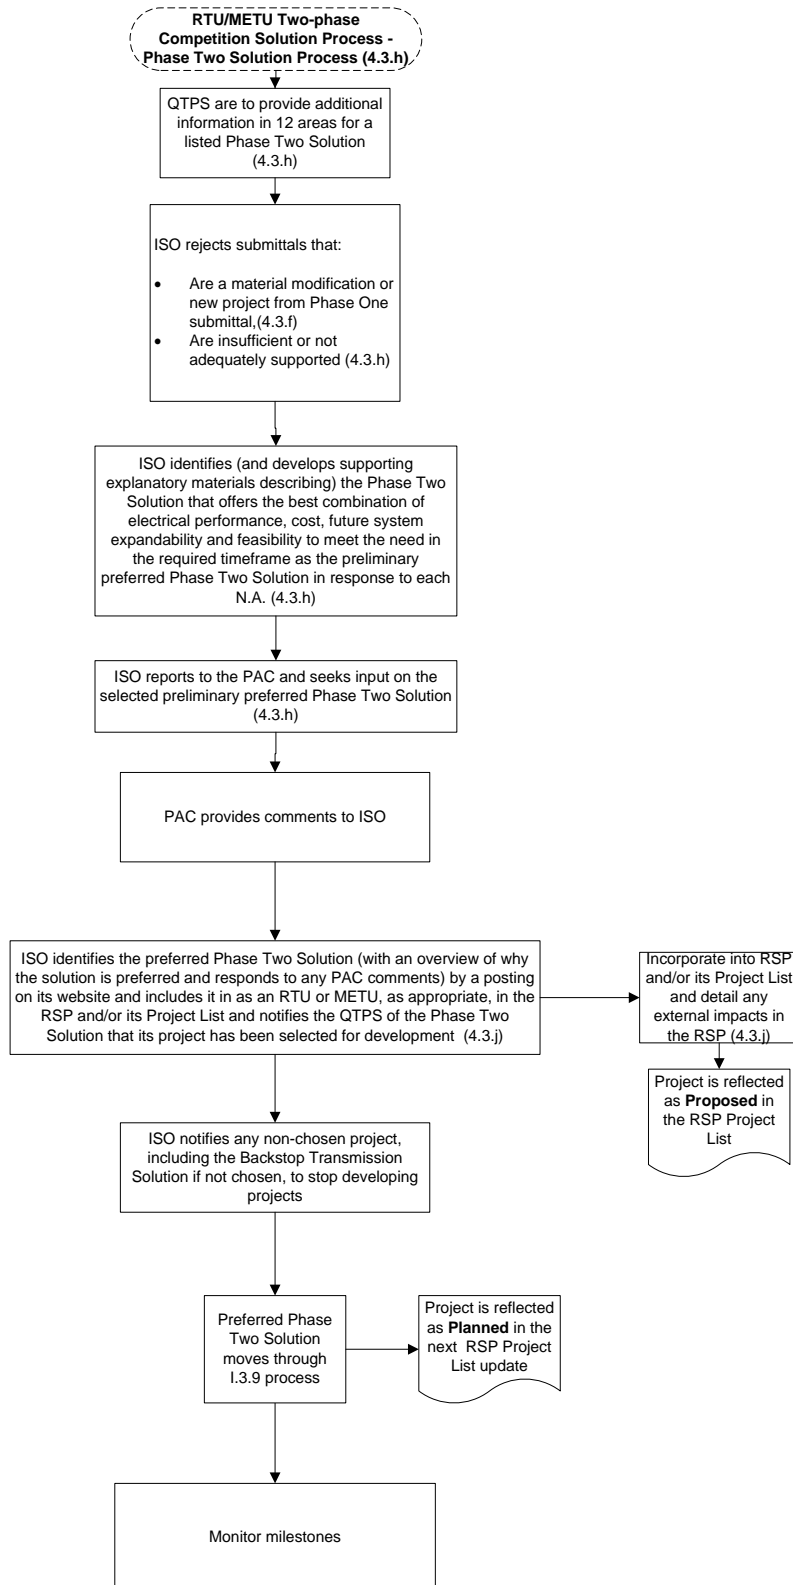 RTU/METU Two-phase
Competition Solution Process -
Phase Two Solution Process (4.3.h)
QTPS are to provide additional
information in 12 areas for a
listed Phase Two Solution
(4.3.h)
ISO rejects submittals that:
• Are a material modification or
new project from Phase One
submittal,(4.3.f)
• Are insufficient or not
adequately supported (4.3.h)
ISO identifies (and develops supporting
explanatory materials describing) the Phase Two
Solution that offers the best combination of
electrical performance, cost, future system
expandability and feasibility to meet the need in
the required timeframe as the preliminary
preferred Phase Two Solution in response to each
N.A. (4.3.h)
ISO reports to the PAC and seeks input on the
selected preliminary preferred Phase Two Solution
(4.3.h)
PAC provides comments to ISO
ISO identifies the preferred Phase Two Solution (with an overview of why
the solution is preferred and responds to any PAC comments) by a posting
on its website and includes it in as an RTU or METU, as appropriate, in the
RSP and/or its Project List and notifies the QTPS of the Phase Two
Solution that its project has been selected for development (4.3.j)
Incorporate into RSP
and/or its Project List
and detail any
external impacts in
the RSP (4.3.j)
Project is reflected
as Proposed in
the RSP Project
List
ISO notifies any non-chosen project,
including the Backstop Transmission
Solution if not chosen, to stop developing
projects
Preferred Phase
Two Solution
moves through
I.3.9 process
Project is reflected
as Planned in the
next RSP Project
List update
Monitor milestones